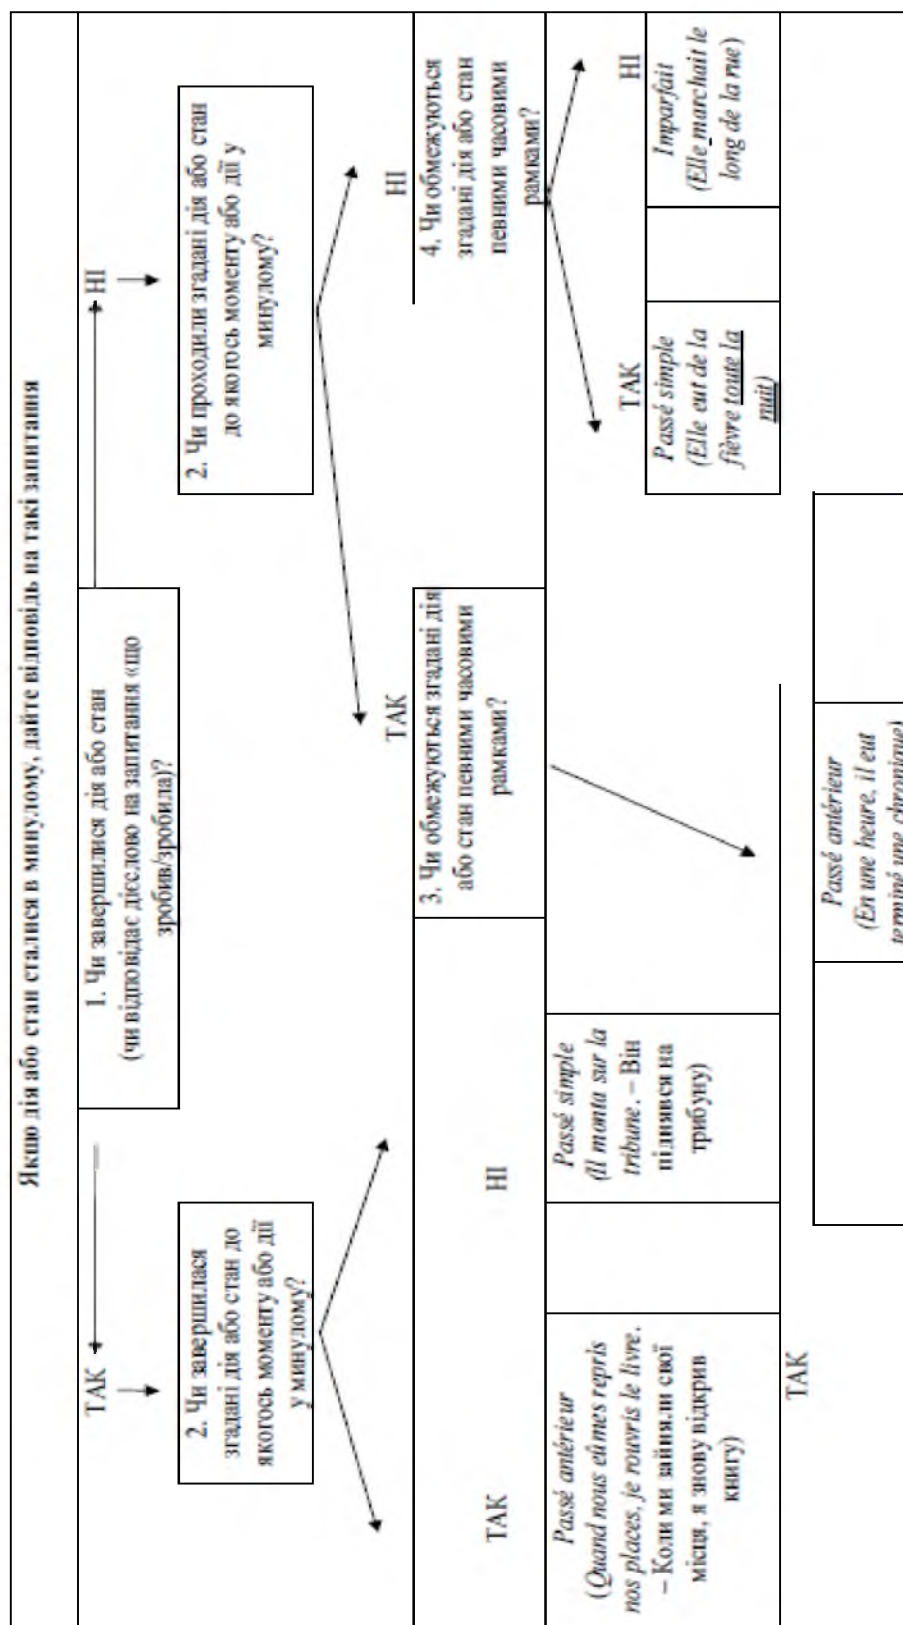 Якщо дія або стан сталися в минулому, дайте відповідь на такі запитання
1. Чи завершилися дія або стан
(чи відповідає дієслово на запитання «що
зробив/зробила)?
ТАК
НІ
2. Чи завершилася
згадані дія або стан до
якогось моменту або дії
у минулому?
2. Чи проходили згадані дія або стан
до якогось моменту або дії у
минулому?
ТАК
НІ
ТАК
3. Чи обмежуються згадані дія
або стан певними часовими
рамками?
НІ
4. Чи обмежуються
згадані дія або стан
певними часовими
рамками?
Passé antérieur
(Quand nous eûmes repris
nos places, je rouvris le livre.
– Коли ми зайняли свої
місця, я знову відкрив
книгу)
Passé simple
(Il monta sur la
tribune. – Він
піднявся на
трибуну)
ТАК
НІ
Passé simple
(Elle eut de la
fièvre toute la
nuit)
Imparfait
(Elle marchait le
long de la rue)
ТАК
Passé antérieur
(En une heure, il eut
terminé une chronique)